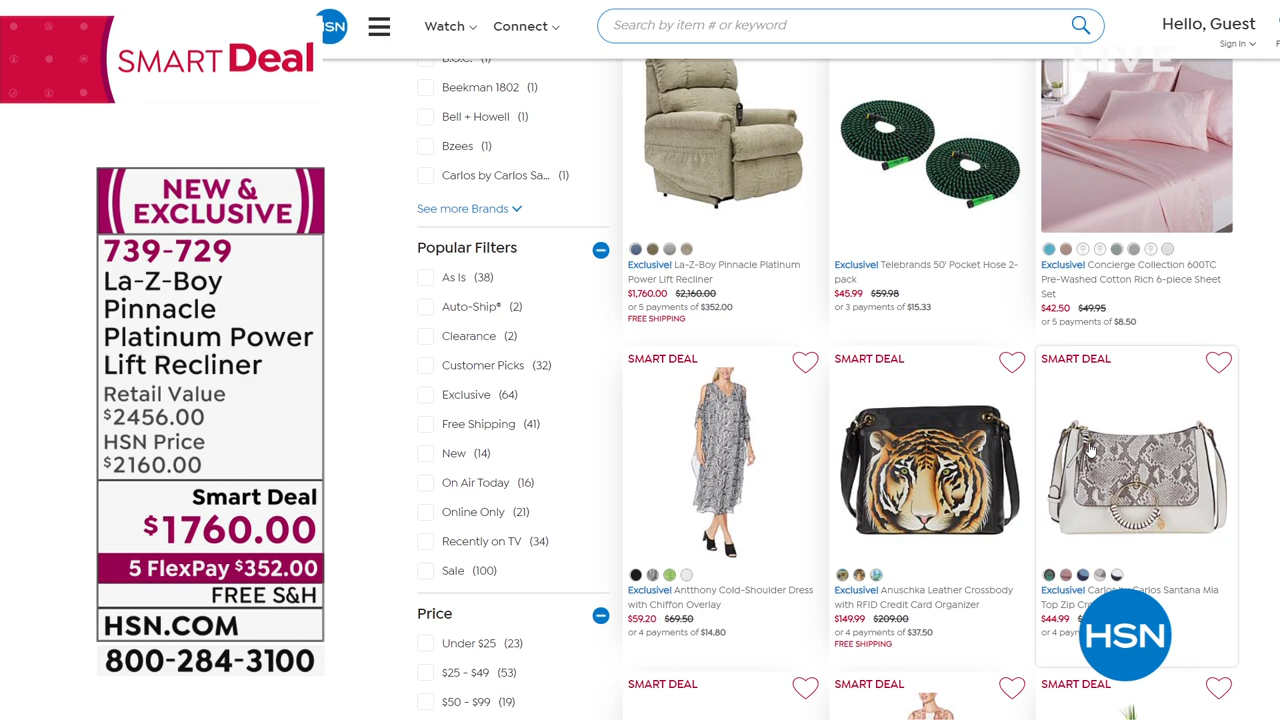 SMART Deal
NEW &
EXCLUSIVE
739-729
La-Z-Boy
Pinnacle
Platinum Power
Lift Recliner
Retail Value
$2456.00
HSN Price
$2160.00
Smart Deal
$1760.00
5 FlexPay $352.00
FREE S&H
HSN.COM
800-284-3100
HSN
Watch
Connect
Search by item # or keyword
Hello, Guest
Sign In
LIVE
B.O.C. (1)
Beekman 1802 (1)
Bell + Howell (1)
Bzees (1)
Carlos by Carlos Sa... (1)
See more Brands
Popular Filters
As Is (38)
Auto-Ship® (2)
Clearance (2)
Customer Picks (32)
Exclusive (64)
Free Shipping (41)
New (14)
On Air Today (16)
Online Only (21)
Recently on TV (34)
Sale (100)
Price
Under $25 (23)
$25 - $49 (53)
$50 - $99 (19)
Exclusive! La-Z-Boy Pinnacle Platinum
Power Lift Recliner
$1,760.00 $2,160.00
or 5 payments of $352.00
FREE SHIPPING
Exclusive! Telebrands 50' Pocket Hose 2-
pack
$45.99 $59.98
or 3 payments of $15.33
Exclusive! Concierge Collection 600TC
Pre-Washed Cotton Rich 6-piece Sheet
Set
$42.50 $49.95
or 5 payments of $8.50
SMART DEAL
Exclusive! Antthony Cold-Shoulder Dress
with Chiffon Overlay
$59.20 $69.50
or 4 payments of $14.80
SMART DEAL
Exclusive! Anuschka Leather Crossbody
with RFID Credit Card Organizer
$149.99 $209.00
or 4 payments of $37.50
FREE SHIPPING
SMART DEAL
Exclusive! Carlos by Carlos Santana Mia
Top Zip
$44.99
or 4
HSN
SMART DEAL
SMART DEAL
SMART DEAL